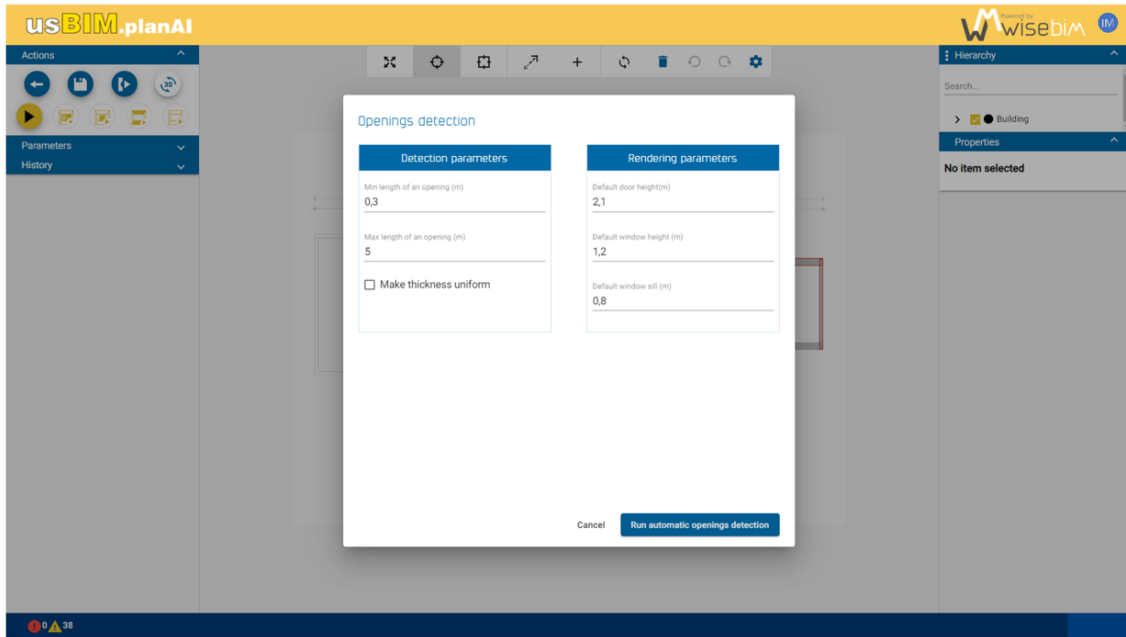 usBIM.planAI
Powered by
wisebim
IM
Actions
Hierarchy
3D
Search...
Building
Parameters
Properties
History
No item selected
Openings detection
Detection parameters
Rendering parameters
Min length of an opening (m)
0,3
Default door height(m)
2,1
Max length of an opening (m)
5
Default window height (m)
1,2
Make thickness uniform
Default window sill (m)
0,8
Cancel
Run automatic openings detection
0 38